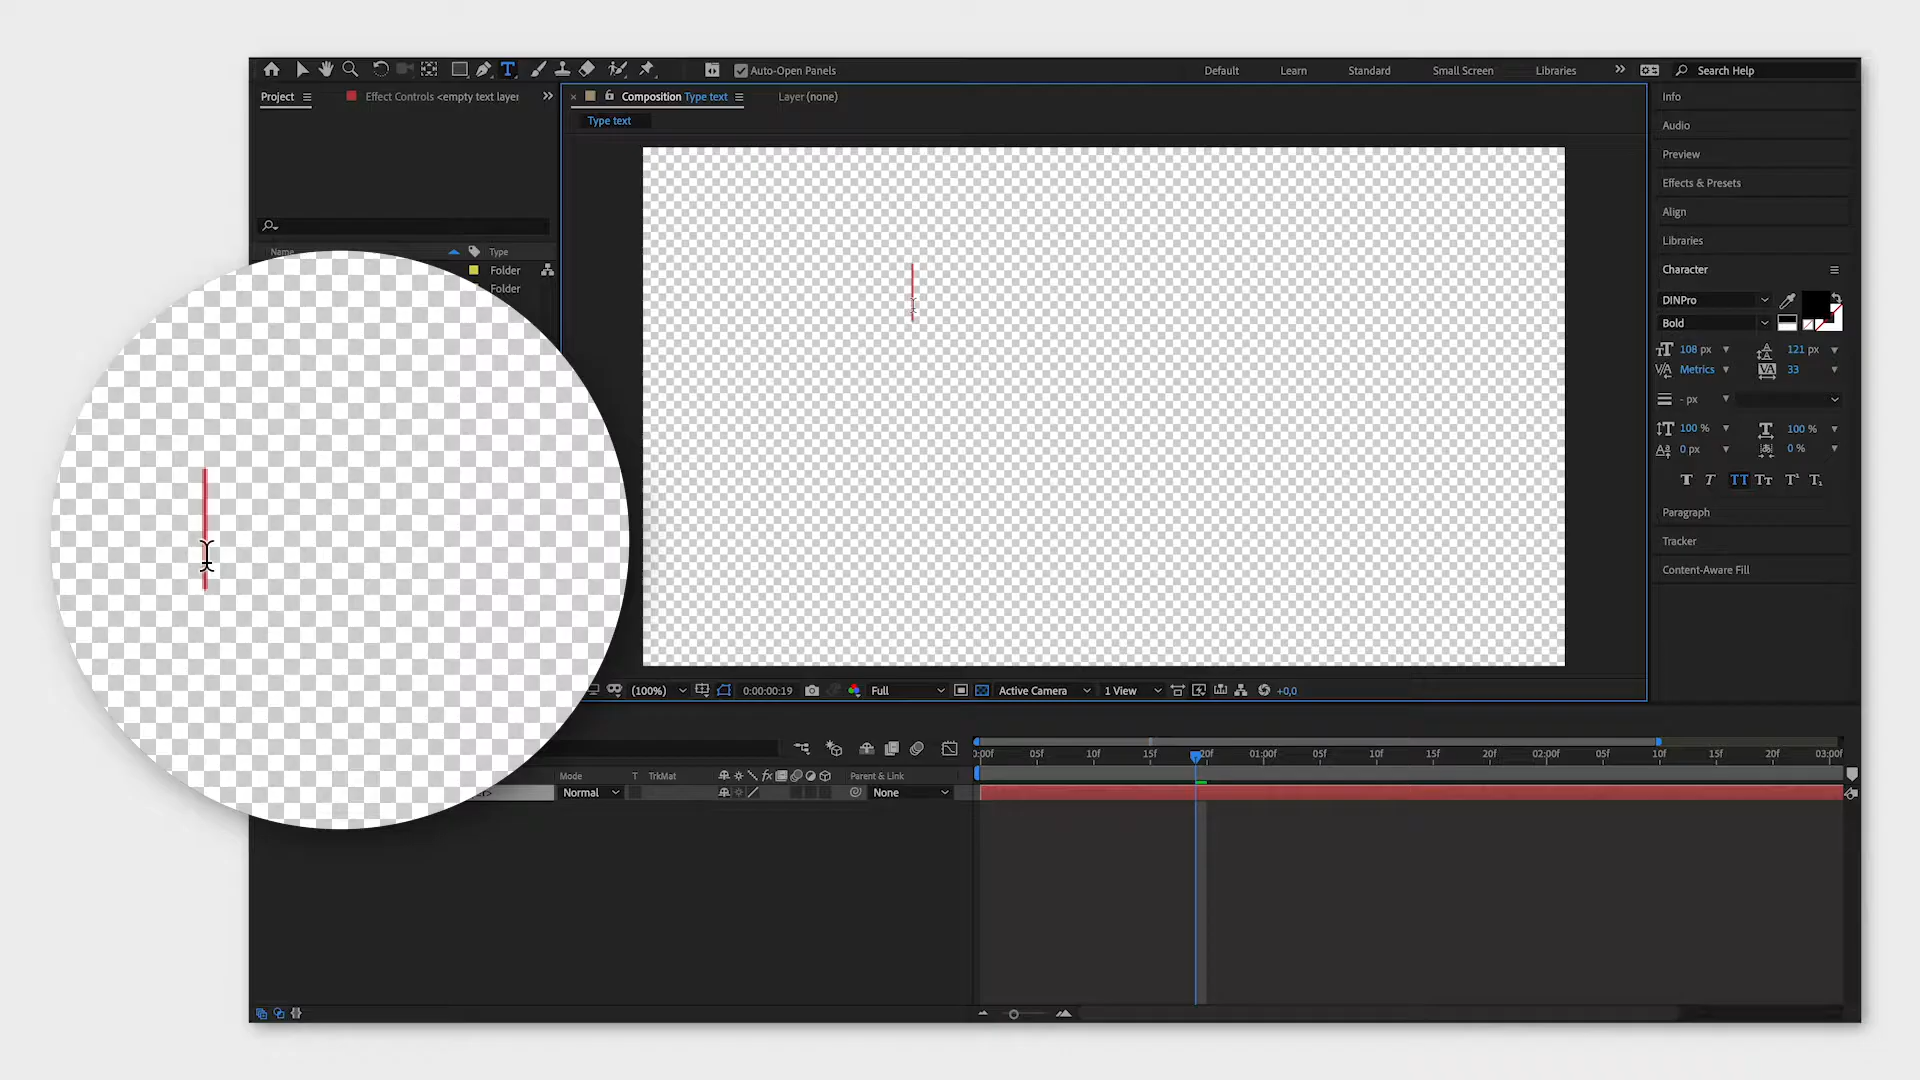 Auto-Open Panels Default Learn Standard Small Screen Libraries Search Help
Project Effect Controls <empty text layer
Composition Type text Layer (none)
Type text
Info
Audio
Preview
Effects & Presets
Align
Libraries
Character
DINPro
Bold
108 px 121 px
Metrics 33
- px
100 % 100 %
0 px 0 %
Paragraph
Tracker
Content-Aware Fill
Name Type
Folder
Folder
(100%) 0:00:00:19 Full Active Camera 1 View +0,0
0:00f 05f 10f 15f 20f 01:00f 05f 10f 15f 20f 02:00f 05f 10f 15f 20f 03:00f
Mode T TrkMat Parent & Link
Normal None